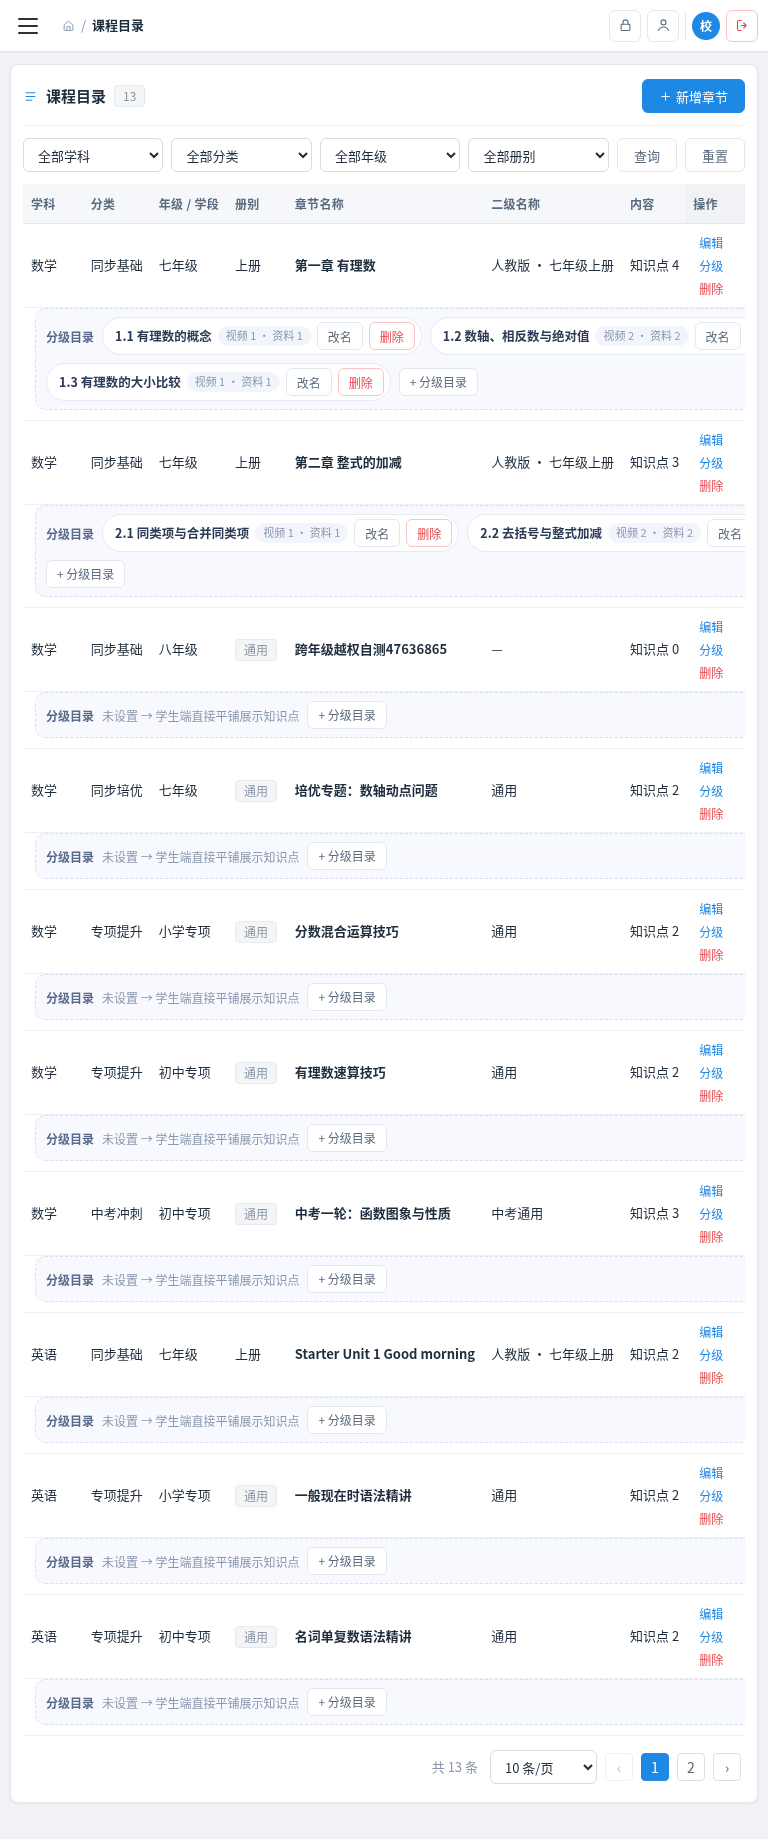 / 课程目录
校
课程目录 13
+ 新增章节
全部学科 全部分类 全部年级 全部册别 查询 重置
学科 分类 年级 / 学段 册别 章节名称 二级名称 内容 操作
数学 同步基础 七年级 上册 第一章 有理数 人教版 · 七年级上册 知识点 4 编辑 分级 删除
分级目录 1.1 有理数的概念 视频 1 · 资料 1 改名 删除 1.2 数轴、相反数与绝对值 视频 2 · 资料 2 改名
1.3 有理数的大小比较 视频 1 · 资料 1 改名 删除 + 分级目录
数学 同步基础 七年级 上册 第二章 整式的加减 人教版 · 七年级上册 知识点 3 编辑 分级 删除
分级目录 2.1 同类项与合并同类项 视频 1 · 资料 1 改名 删除 2.2 去括号与整式加减 视频 2 · 资料 2 改名
+ 分级目录
数学 同步基础 八年级 通用 跨年级越权自测47636865 — 知识点 0 编辑 分级 删除
分级目录 未设置 → 学生端直接平铺展示知识点 + 分级目录
数学 同步培优 七年级 通用 培优专题：数轴动点问题 通用 知识点 2 编辑 分级 删除
分级目录 未设置 → 学生端直接平铺展示知识点 + 分级目录
数学 专项提升 小学专项 通用 分数混合运算技巧 通用 知识点 2 编辑 分级 删除
分级目录 未设置 → 学生端直接平铺展示知识点 + 分级目录
数学 专项提升 初中专项 通用 有理数速算技巧 通用 知识点 2 编辑 分级 删除
分级目录 未设置 → 学生端直接平铺展示知识点 + 分级目录
数学 中考冲刺 初中专项 通用 中考一轮：函数图象与性质 中考通用 知识点 3 编辑 分级 删除
分级目录 未设置 → 学生端直接平铺展示知识点 + 分级目录
英语 同步基础 七年级 上册 Starter Unit 1 Good morning 人教版 · 七年级上册 知识点 2 编辑 分级 删除
分级目录 未设置 → 学生端直接平铺展示知识点 + 分级目录
英语 专项提升 小学专项 通用 一般现在时语法精讲 通用 知识点 2 编辑 分级 删除
分级目录 未设置 → 学生端直接平铺展示知识点 + 分级目录
英语 专项提升 初中专项 通用 名词单复数语法精讲 通用 知识点 2 编辑 分级 删除
分级目录 未设置 → 学生端直接平铺展示知识点 + 分级目录
共 13 条 10 条/页 ‹ 1 2 ›